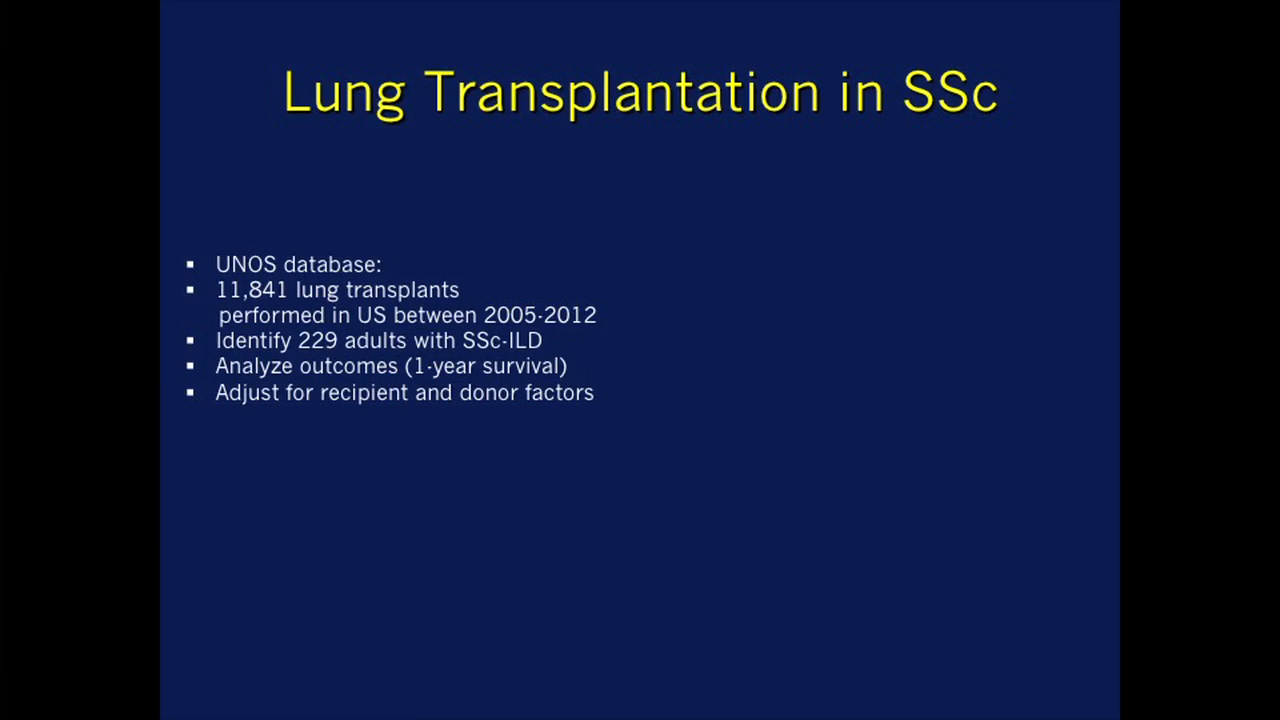 Lung Transplantation in SSc
▪ UNOS database:
▪ 11,841 lung transplants
performed in US between 2005-2012
▪ Identify 229 adults with SSc-ILD
▪ Analyze outcomes (1-year survival)
▪ Adjust for recipient and donor factors